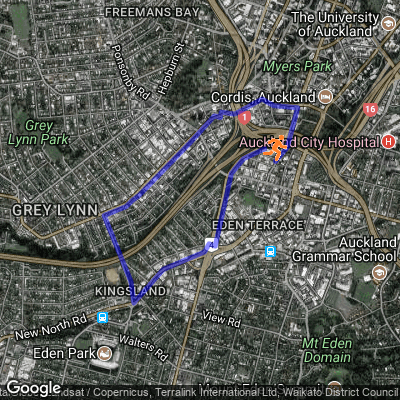 FREEMANS BAY
The University
of Auckland
Ponsonby Rd
Hepburn St
Myers Park
Cordis, Auckland
16
1
Grey
Lynn Park
Auckland City Hospital
H
GREY LYNN
EDEN TERRACE
4
Auckland
Grammar School
KINGSLAND
New North Rd
View Rd
Walters Rd
Eden Park
Mt Eden
Domain
Google
Landsat / Copernicus, Terralink International Ltd, Waikato District Council